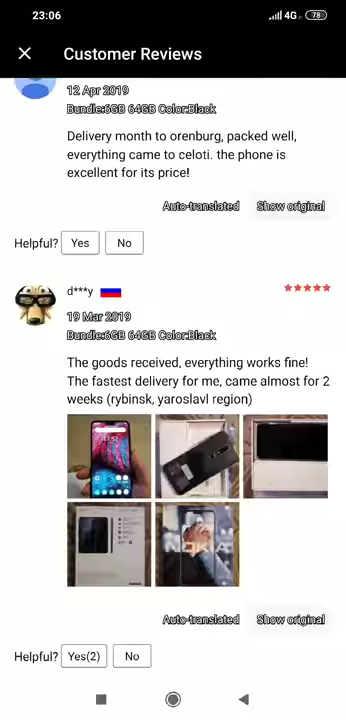 23:06
4G
78
Customer Reviews
12 Apr 2019
Bundle:6GB 64GB Color:Black
Delivery month to orenburg, packed well,
everything came to celoti. the phone is
excellent for its price!
Auto-translated Show original
Helpful? Yes No
d***y
19 Mar 2019
Bundle:6GB 64GB Color:Black
The goods received, everything works fine!
The fastest delivery for me, came almost for 2
weeks (rybinsk, yaroslavl region)
17:52
NOKIA
Auto-translated Show original
Helpful? Yes(2) No